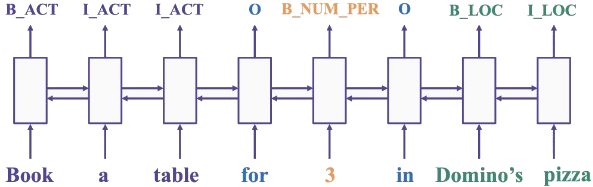 B_ACT I_ACT I_ACT O B_NUM_PER O B_LOC I_LOC
Book a table for 3 in Domino's pizza